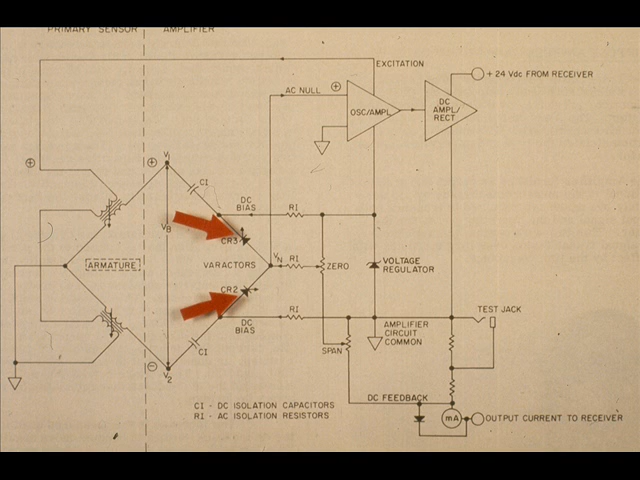 PRIMARY SENSOR
AMPLIFIER
EXCITATION
+ 24 Vdc FROM RECEIVER
AC NULL
OSC/AMPL
DC
AMPL/
RECT
V1
CI
DC
BIAS
RI
VB
CR3
ARMATURE
VARACTORS
VN
RI
ZERO
VOLTAGE
REGULATOR
CR2
DC
BIAS
RI
CI
V2
SPAN
AMPLIFIER
CIRCUIT
COMMON
TEST JACK
DC FEEDBACK
mA
OUTPUT CURRENT TO RECEIVER
CI - DC ISOLATION CAPACITORS
RI - AC ISOLATION RESISTORS